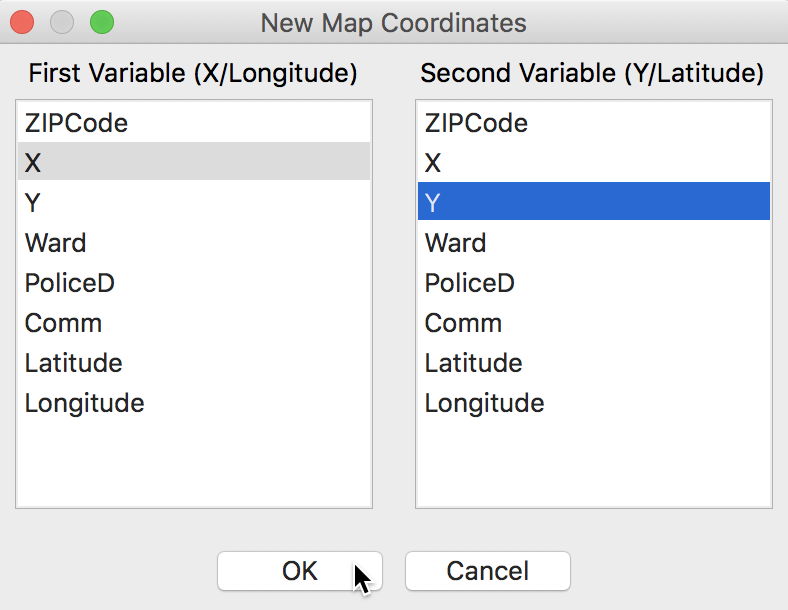 New Map Coordinates
First Variable (X/Longitude)
ZIPCode
X
Y
Ward
PoliceD
Comm
Latitude
Longitude
Second Variable (Y/Latitude)
ZIPCode
X
Y
Ward
PoliceD
Comm
Latitude
Longitude
OK
Cancel